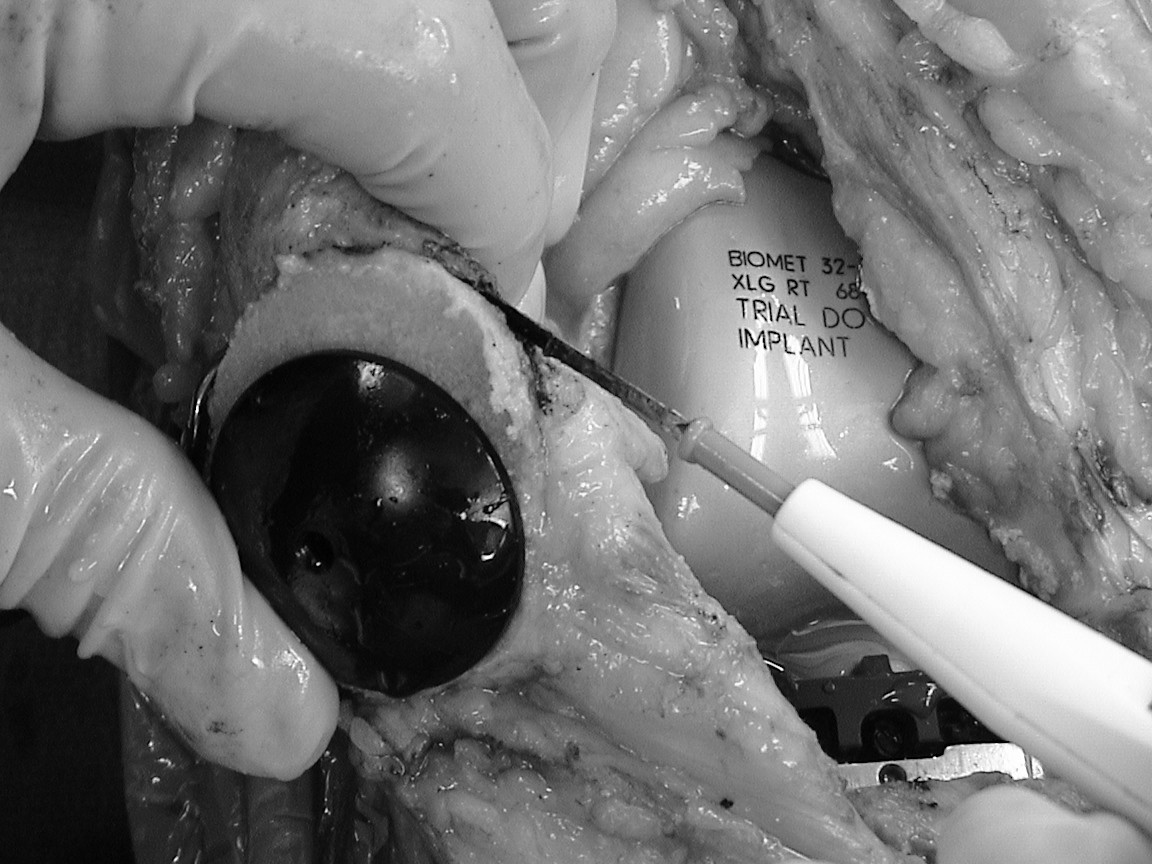 BIOMET 32-
XLG RT 68
TRIAL DO
IMPLANT